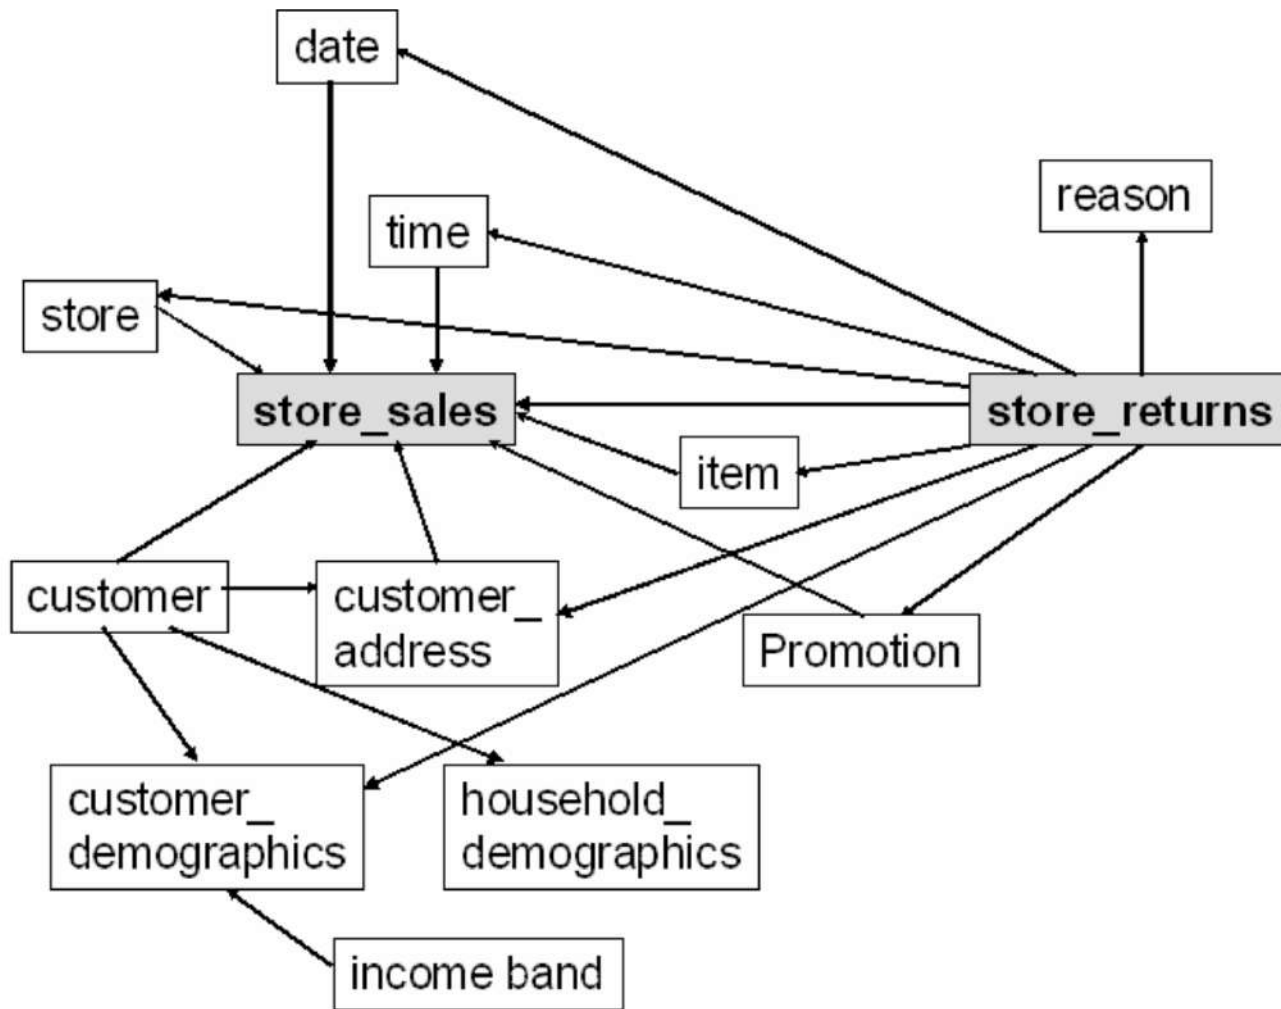 date
reason
time
store
store_sales
store_returns
item
customer
customer_
address
Promotion
customer_
demographics
household_
demographics
income band